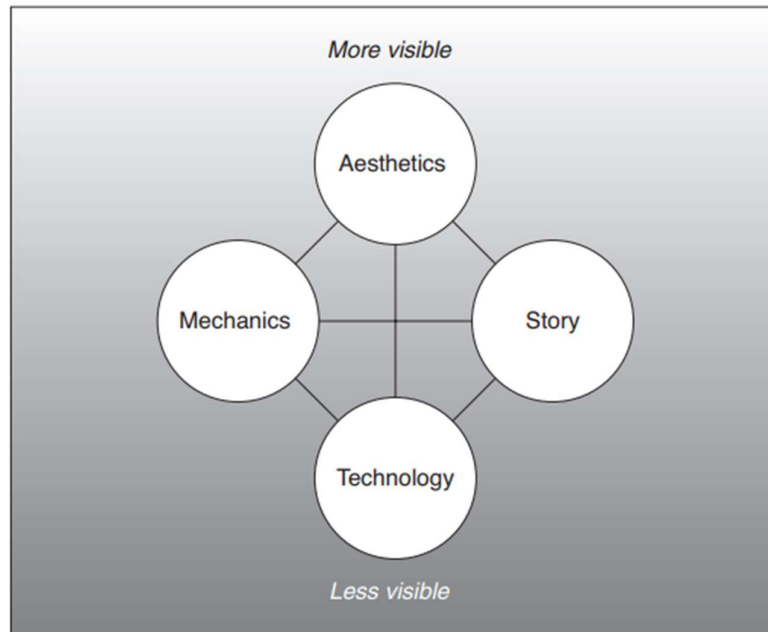 More visible
Aesthetics
Mechanics
Story
Technology
Less visible